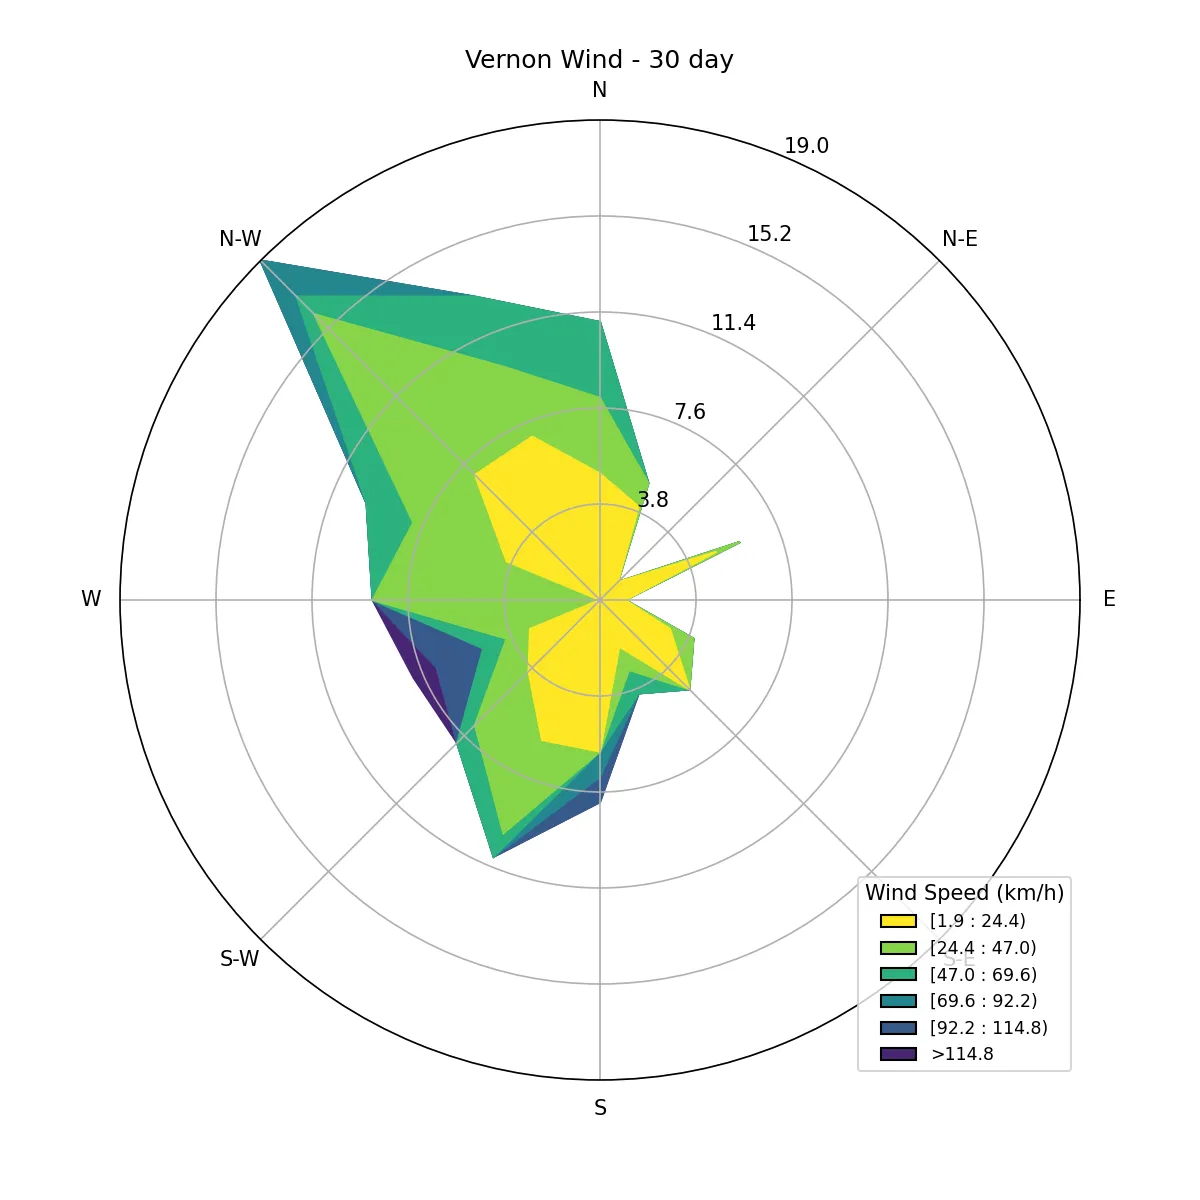 Vernon Wind - 30 day
N
19.0
15.2
N-W
N-E
11.4
7.6
3.8
W
E
S-W
S-E
Wind Speed (km/h)
[1.9 : 24.4)
[24.4 : 47.0)
[47.0 : 69.6)
[69.6 : 92.2)
[92.2 : 114.8)
>114.8
S